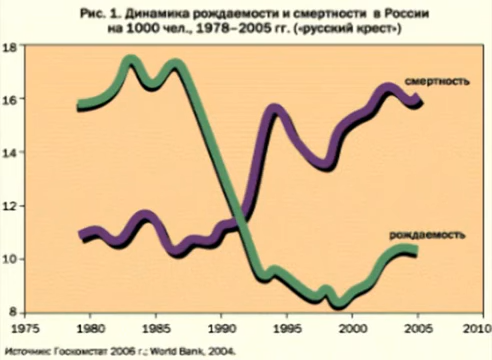 Рис. 1. Динамика рождаемости и смертности в России
на 1000 чел., 1978–2005 гг. («русский крест»)
18
смертность
16
14
12
рождаемость
10
8
1975 1980 1985 1990 1995 2000 2005 2010
Источник: Госкомстат 2006 г.; World Bank, 2004.